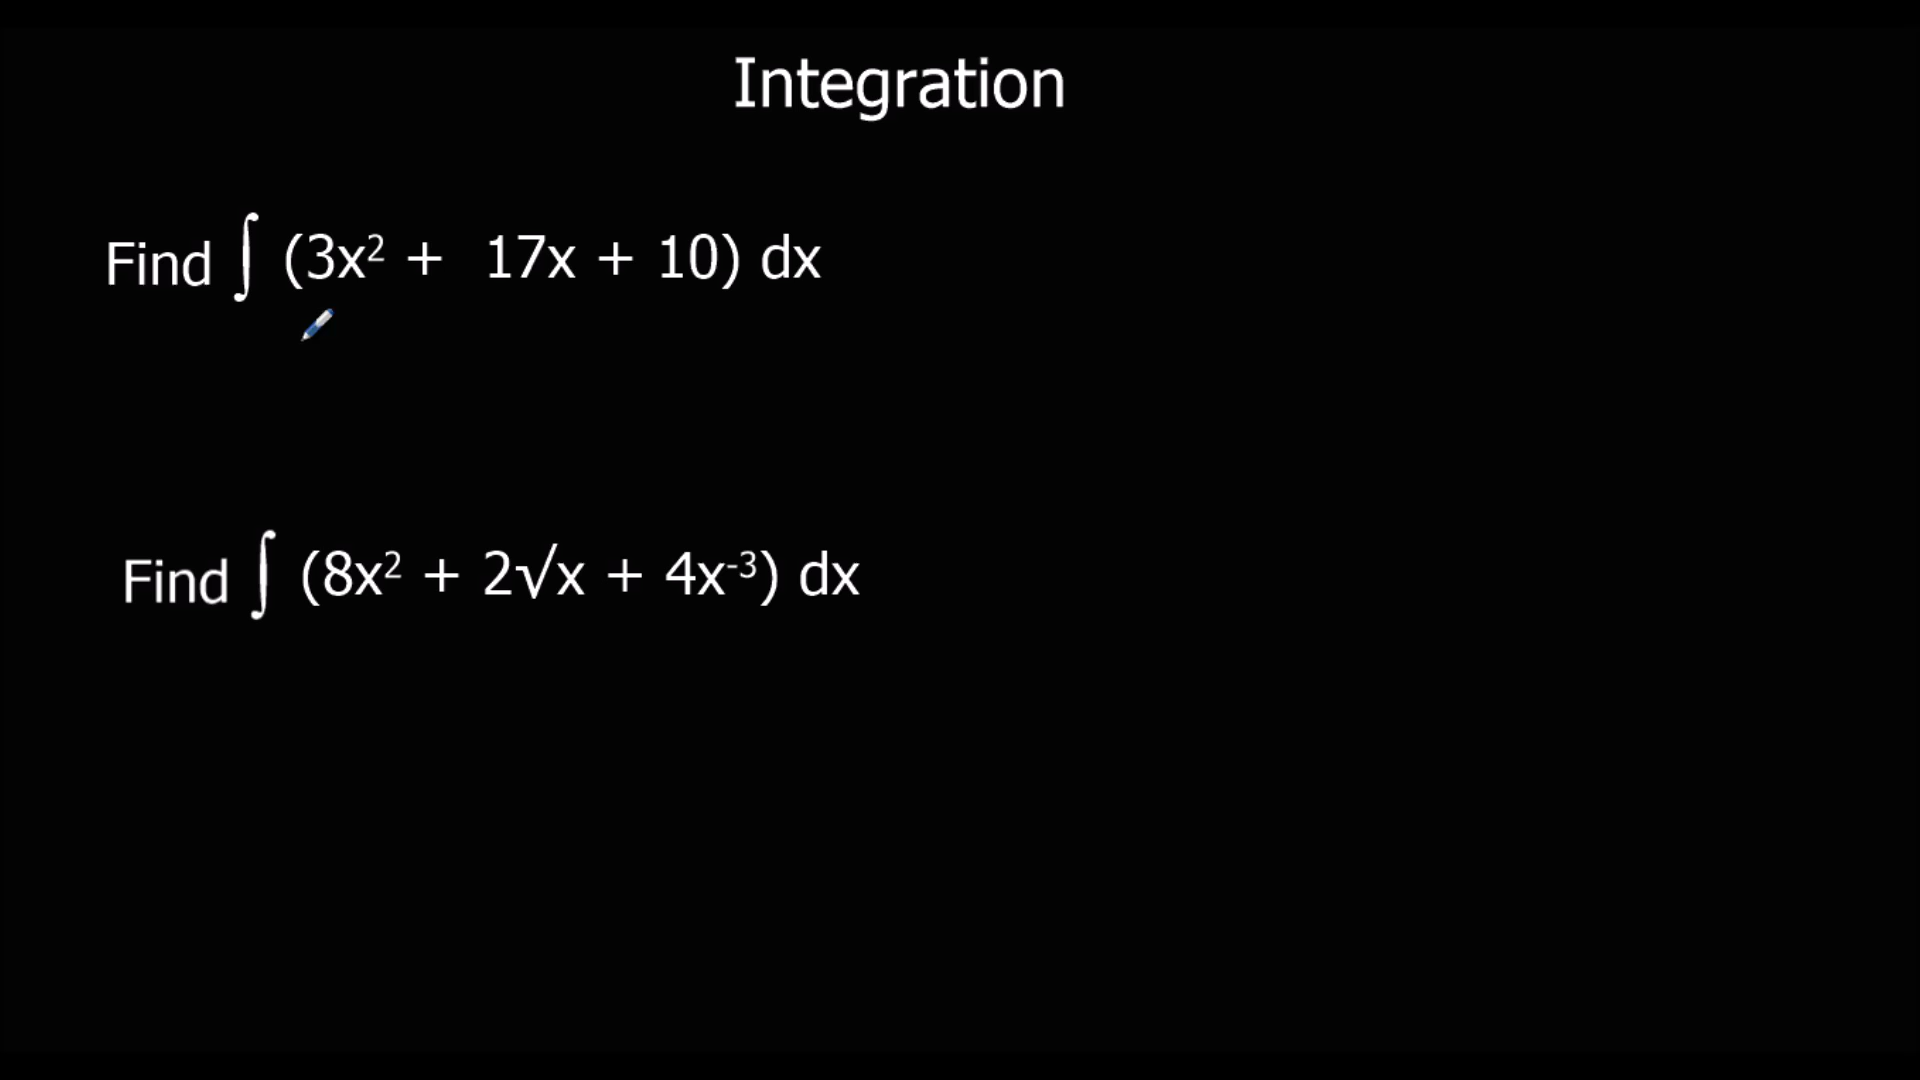 Integration
Find ∫ (3x² + 17x + 10) dx
Find ∫ (8x² + 2√x + 4x⁻³) dx